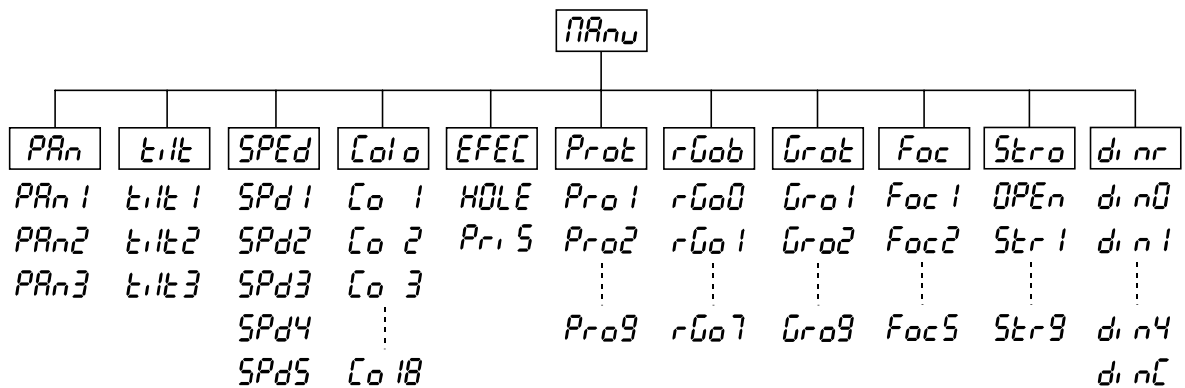 MAnu
PAn tilt SPEd Colo EFEC Prot rGob Grot Foc Stro dinr
PAn1 tilt1 SPd1 Co 1 HOLE Pro1 rGo0 Gro1 Foc1 OPEn din0
PAn2 tilt2 SPd2 Co 2 PriS Pro2 rGo1 Gro2 Foc2 Str1 din1
PAn3 tilt3 SPd3 Co 3
SPd4 Pro9 rGo7 Gro9 Foc5 Str9 din4
SPd5 Co18 dinC